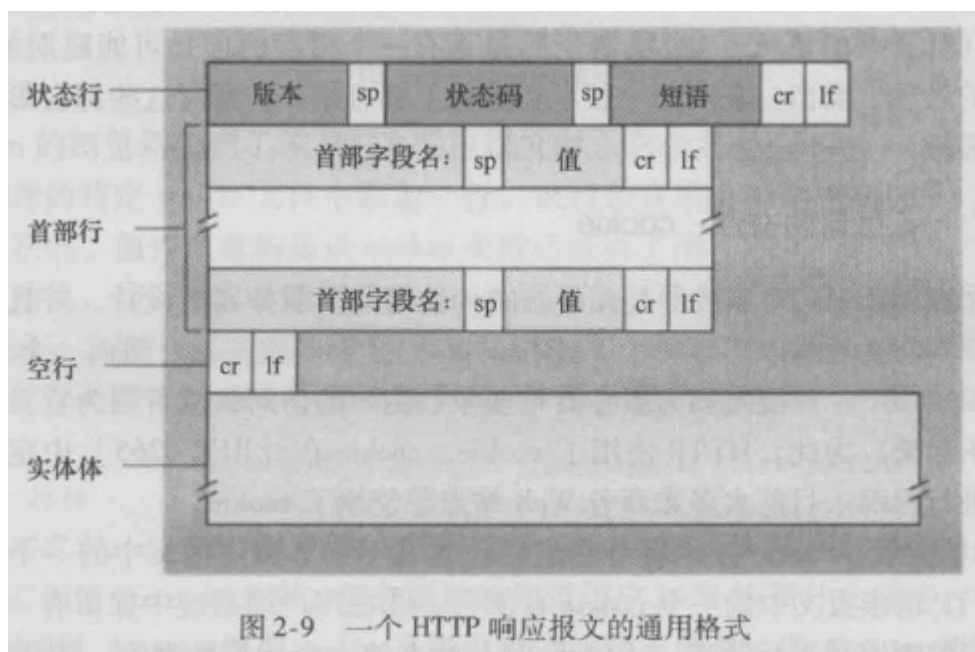 状态行 版本 sp 状态码 sp 短语 cr lf
首部字段名: sp 值 cr lf
首部行
首部字段名: sp 值 cr lf
空行 cr lf
实体体
图2-9 一个 HTTP 响应报文的通用格式